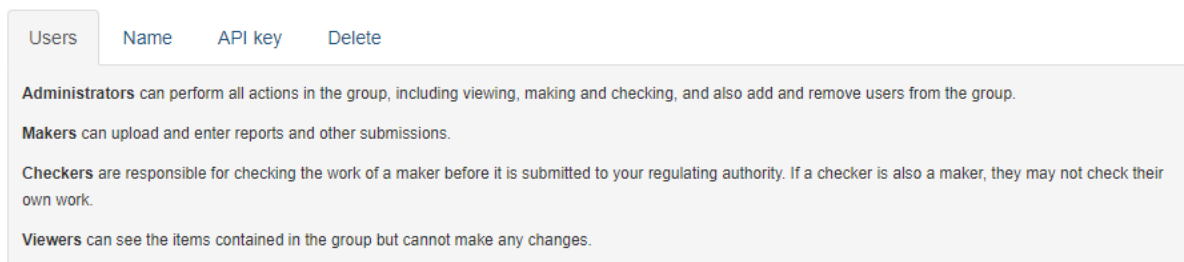 Users Name API key Delete
Administrators can perform all actions in the group, including viewing, making and checking, and also add and remove users from the group.
Makers can upload and enter reports and other submissions.
Checkers are responsible for checking the work of a maker before it is submitted to your regulating authority. If a checker is also a maker, they may not check their
own work.
Viewers can see the items contained in the group but cannot make any changes.